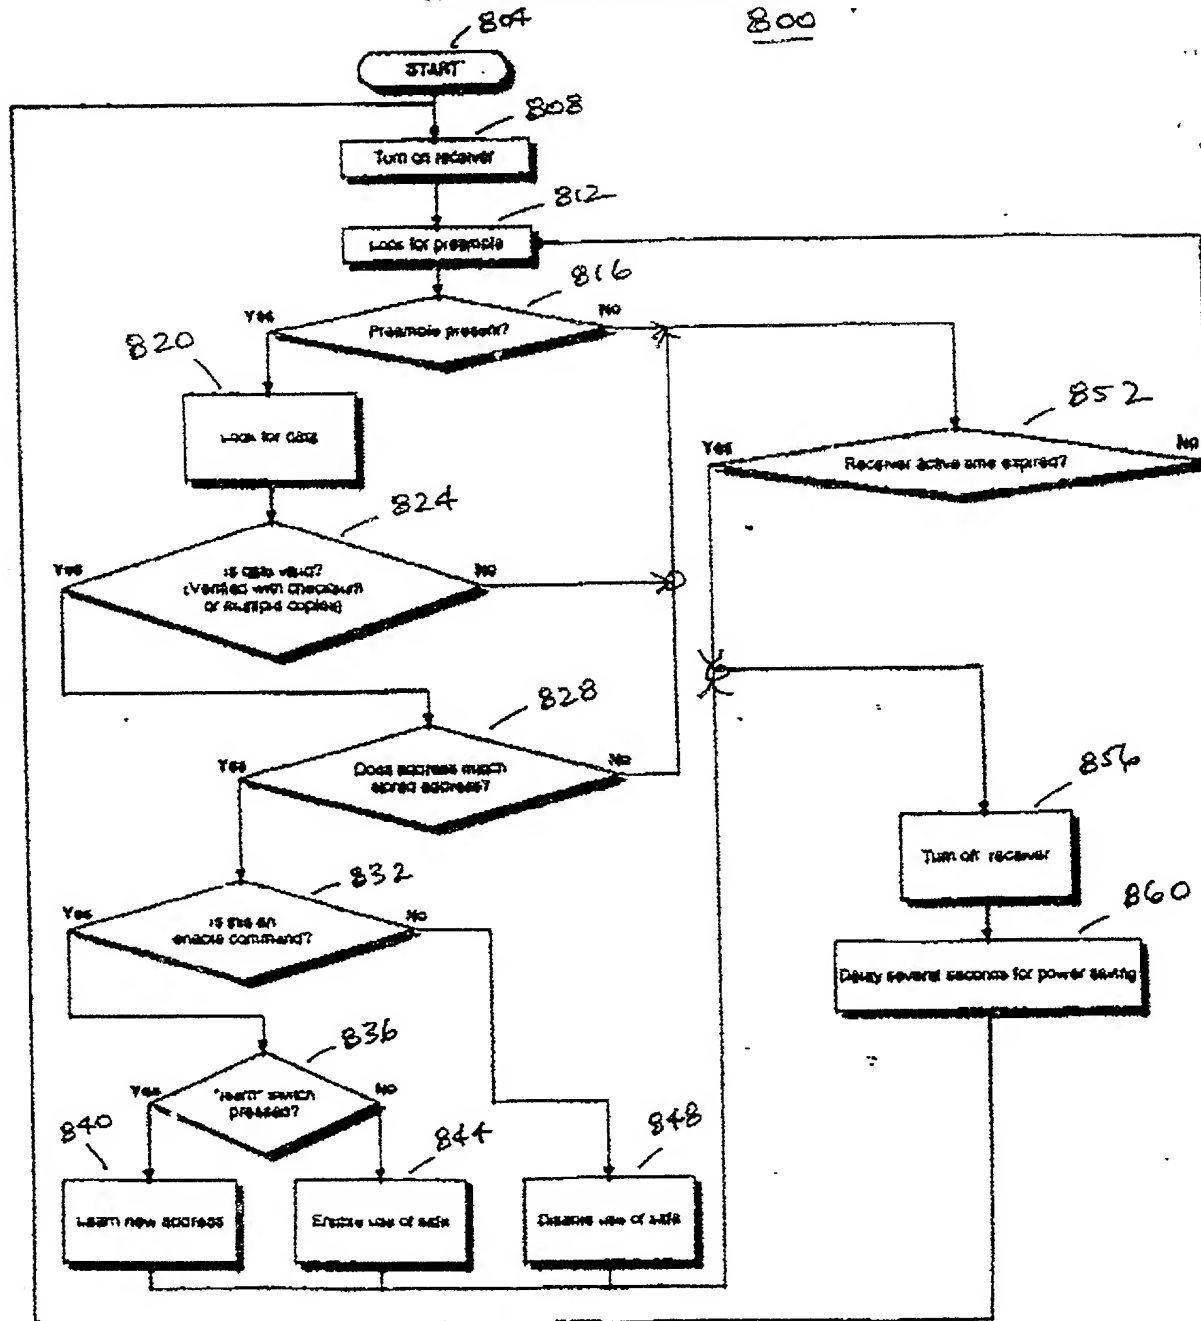 804
800
START
808
Turn on receiver
812
Look for preamble
816
Yes
No
Preamble present?
820
852
Look for data
Yes
No
Receiver active time expired?
824
Yes
No
Is data valid?
(Verified with checksum
or multiple copies)
828
Yes
No
Does address match
stored address?
856
832
Turn off receiver
Yes
No
860
Is this an
enable command?
Delay several seconds for power saving
836
Yes
No
"learn" switch
pressed?
840
844
848
Learn new address
Enable use of safe
Disable use of safe